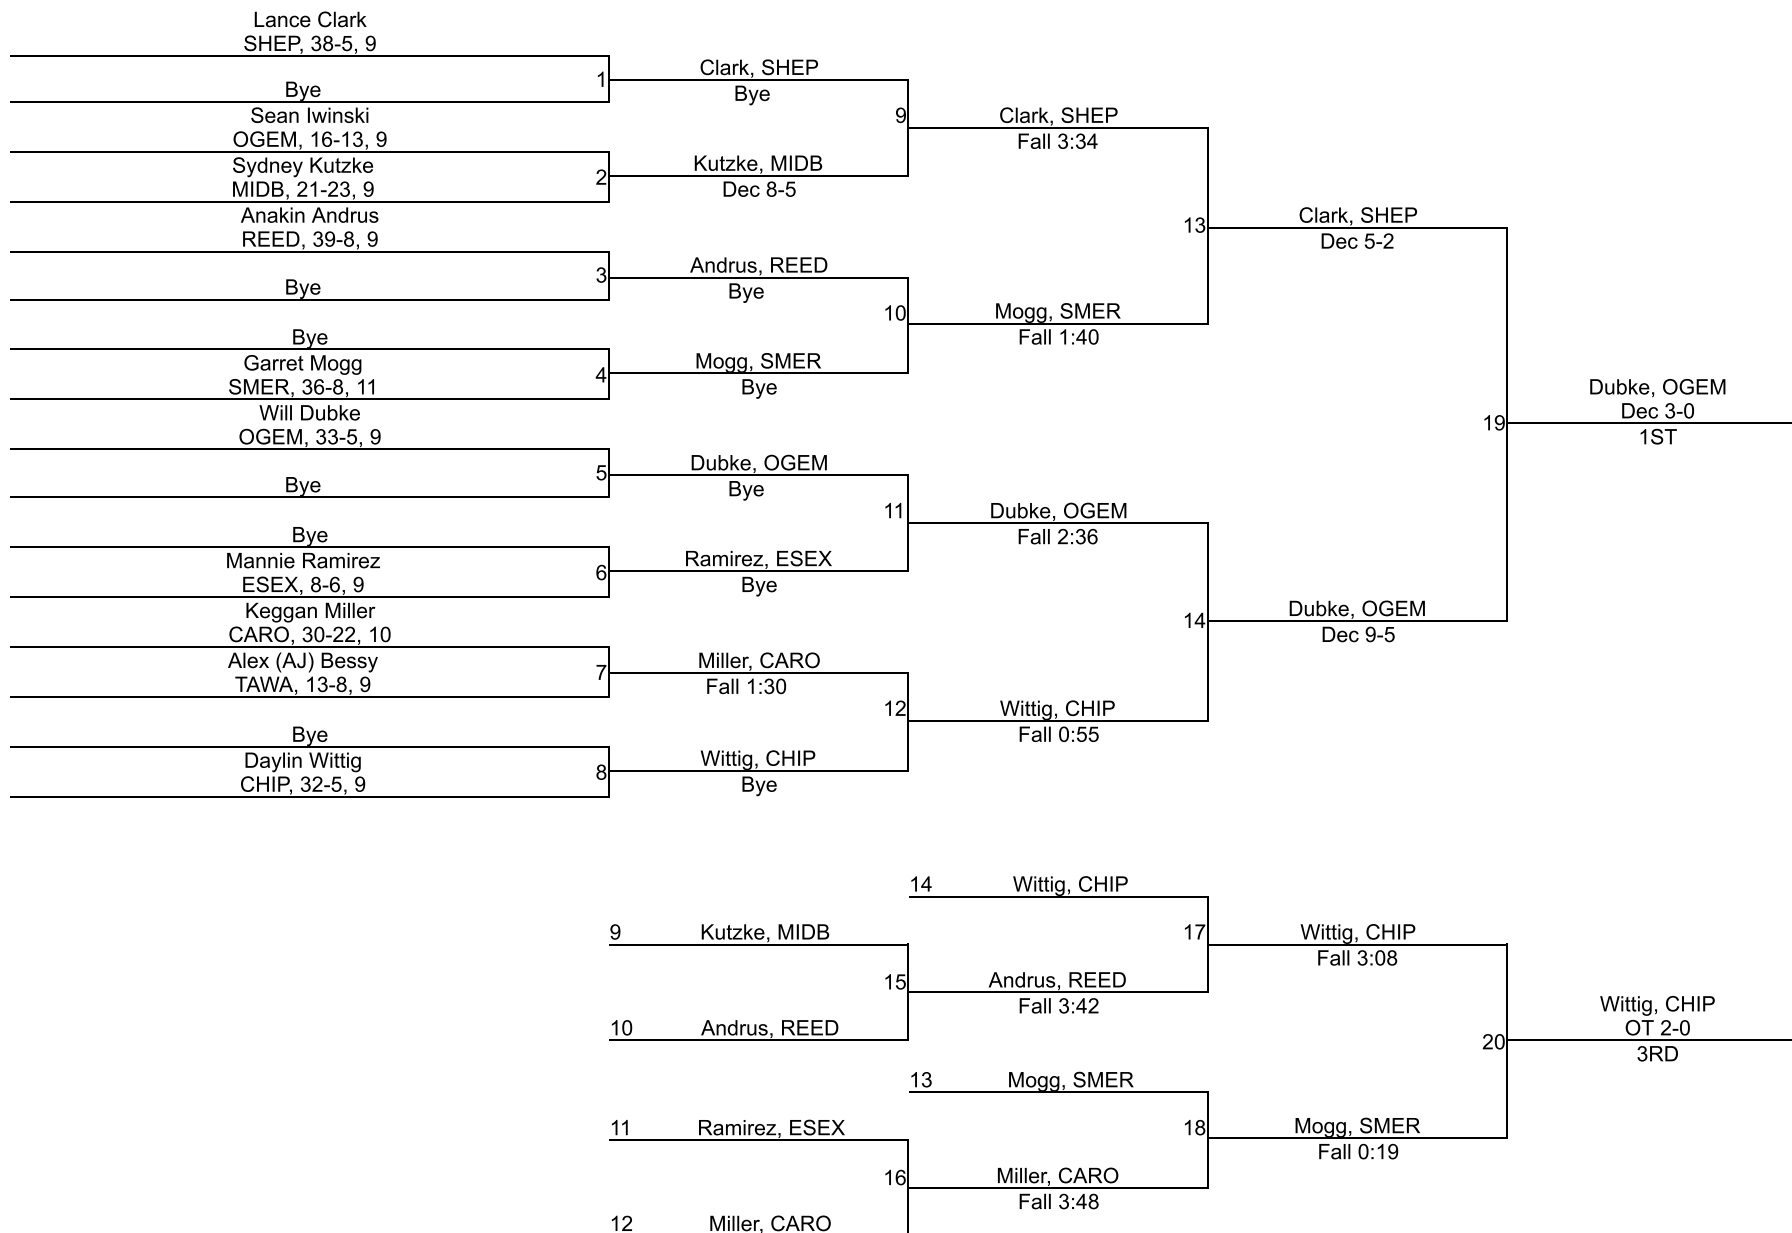 Lance Clark
SHEP, 38-5, 9
Bye
1
Sean Iwinski
OGEM, 16-13, 9
Sydney Kutzke
MIDB, 21-23, 9
2
Anakin Andrus
REED, 39-8, 9
Bye
3
Bye
Garret Mogg
SMER, 36-8, 11
4
Will Dubke
OGEM, 33-5, 9
Bye
5
Bye
Mannie Ramirez
ESEX, 8-6, 9
6
Keggan Miller
CARO, 30-22, 10
Alex (AJ) Bessy
TAWA, 13-8, 9
7
Bye
Daylin Wittig
CHIP, 32-5, 9
8
Clark, SHEP
Bye
9
Kutzke, MIDB
Dec 8-5
Andrus, REED
Bye
10
Mogg, SMER
Bye
Dubke, OGEM
Bye
11
Ramirez, ESEX
Bye
Miller, CARO
Fall 1:30
12
Wittig, CHIP
Bye
Clark, SHEP
Fall 3:34
13
Mogg, SMER
Fall 1:40
Dubke, OGEM
Fall 2:36
14
Wittig, CHIP
Fall 0:55
Clark, SHEP
Dec 5-2
19
Dubke, OGEM
Dec 9-5
Dubke, OGEM
Dec 3-0
1ST
9 Kutzke, MIDB
15
10 Andrus, REED
11 Ramirez, ESEX
16
12 Miller, CARO
14 Wittig, CHIP
17
Andrus, REED
Fall 3:42
13 Mogg, SMER
18
Miller, CARO
Fall 3:48
Wittig, CHIP
Fall 3:08
20
Mogg, SMER
Fall 0:19
Wittig, CHIP
OT 2-0
3RD